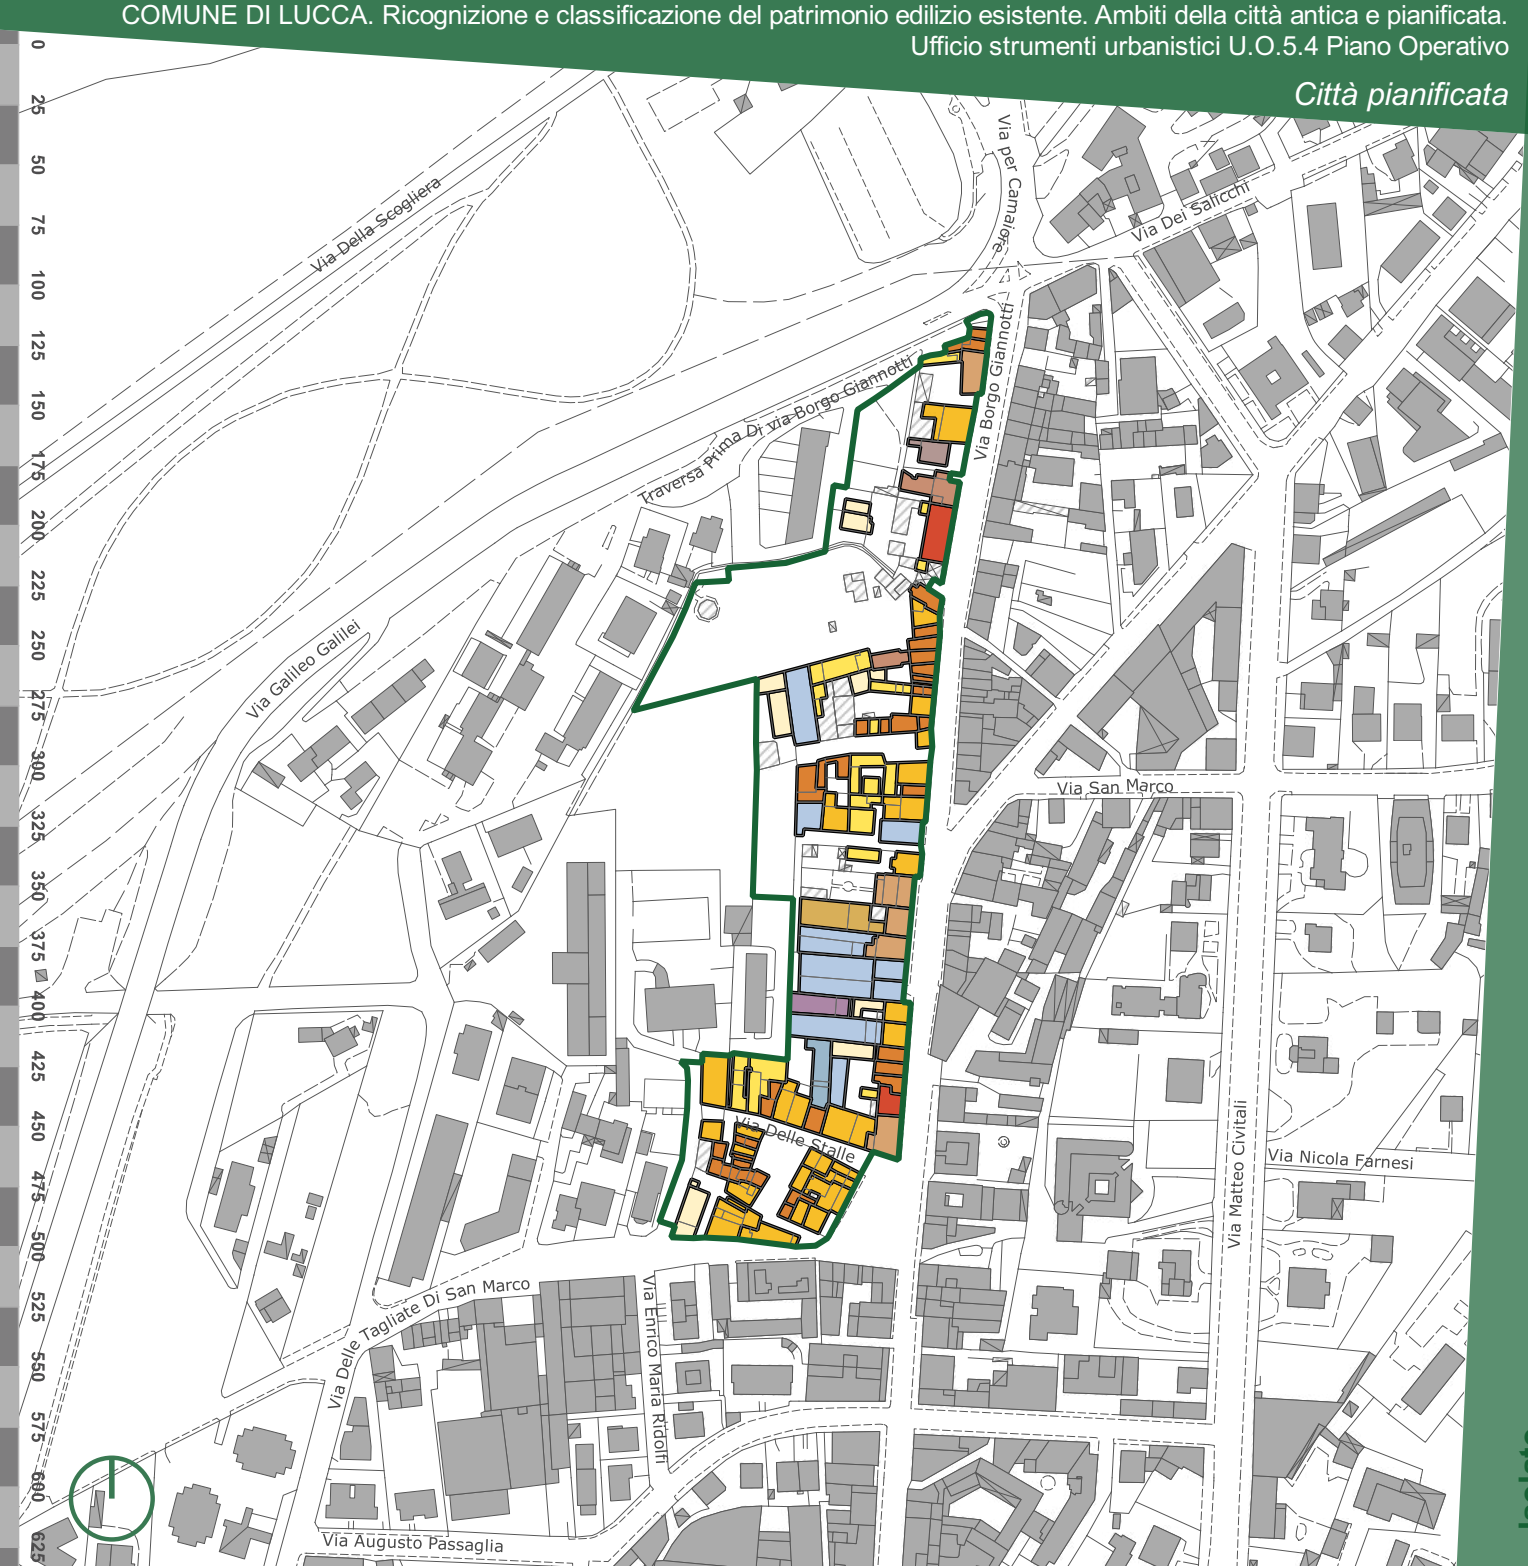 COMUNE DI LUCCA. Ricognizione e classificazione del patrimonio edilizio esistente. Ambiti della città antica e pianificata.
Ufficio strumenti urbanistici U.O.5.4 Piano Operativo
Città pianificata
0
25
50
75
100
125
150
175
200
225
250
275
300
325
350
375
400
425
450
475
500
525
550
575
600
625
Via per Camaiore
Via Dei Salicchi
Via Della Scogliera
Via Borgo Giannotti
Via Borgo Giannotti
Traversa Prima Di via Borgo Giannotti
Via Galileo Galilei
Via San Marco
Via Delle Stalle
Via Matteo Civitali
Via Nicola Farnesi
Via Delle Tagliate Di San Marco
Via Enrico Maria Ridolfi
Via Augusto Passaglia